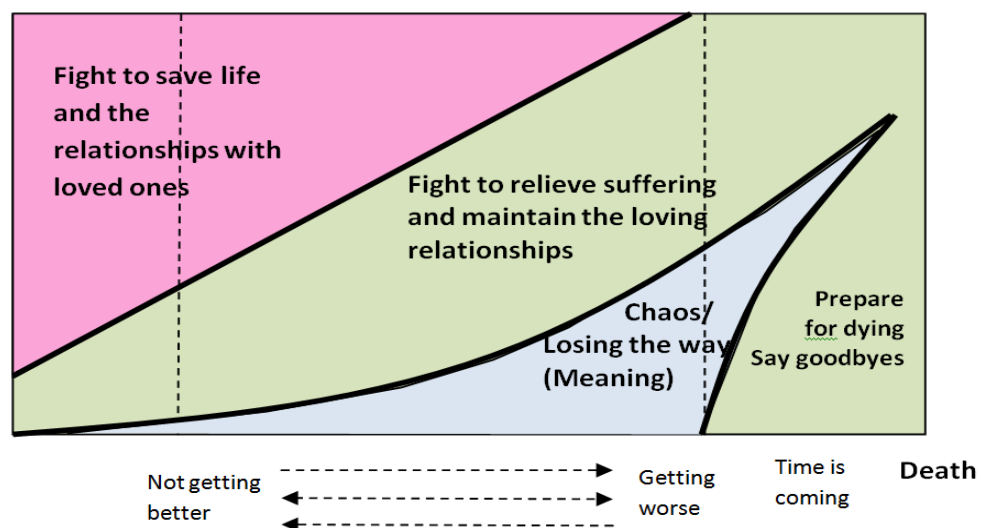 Fight to save life
and the
relationships with
loved ones
Fight to relieve suffering
and maintain the loving
relationships
Chaos/
Losing the way
(Meaning)
Prepare
for dying
Say goodbyes
Not getting
better
Getting
worse
Time is
coming
Death